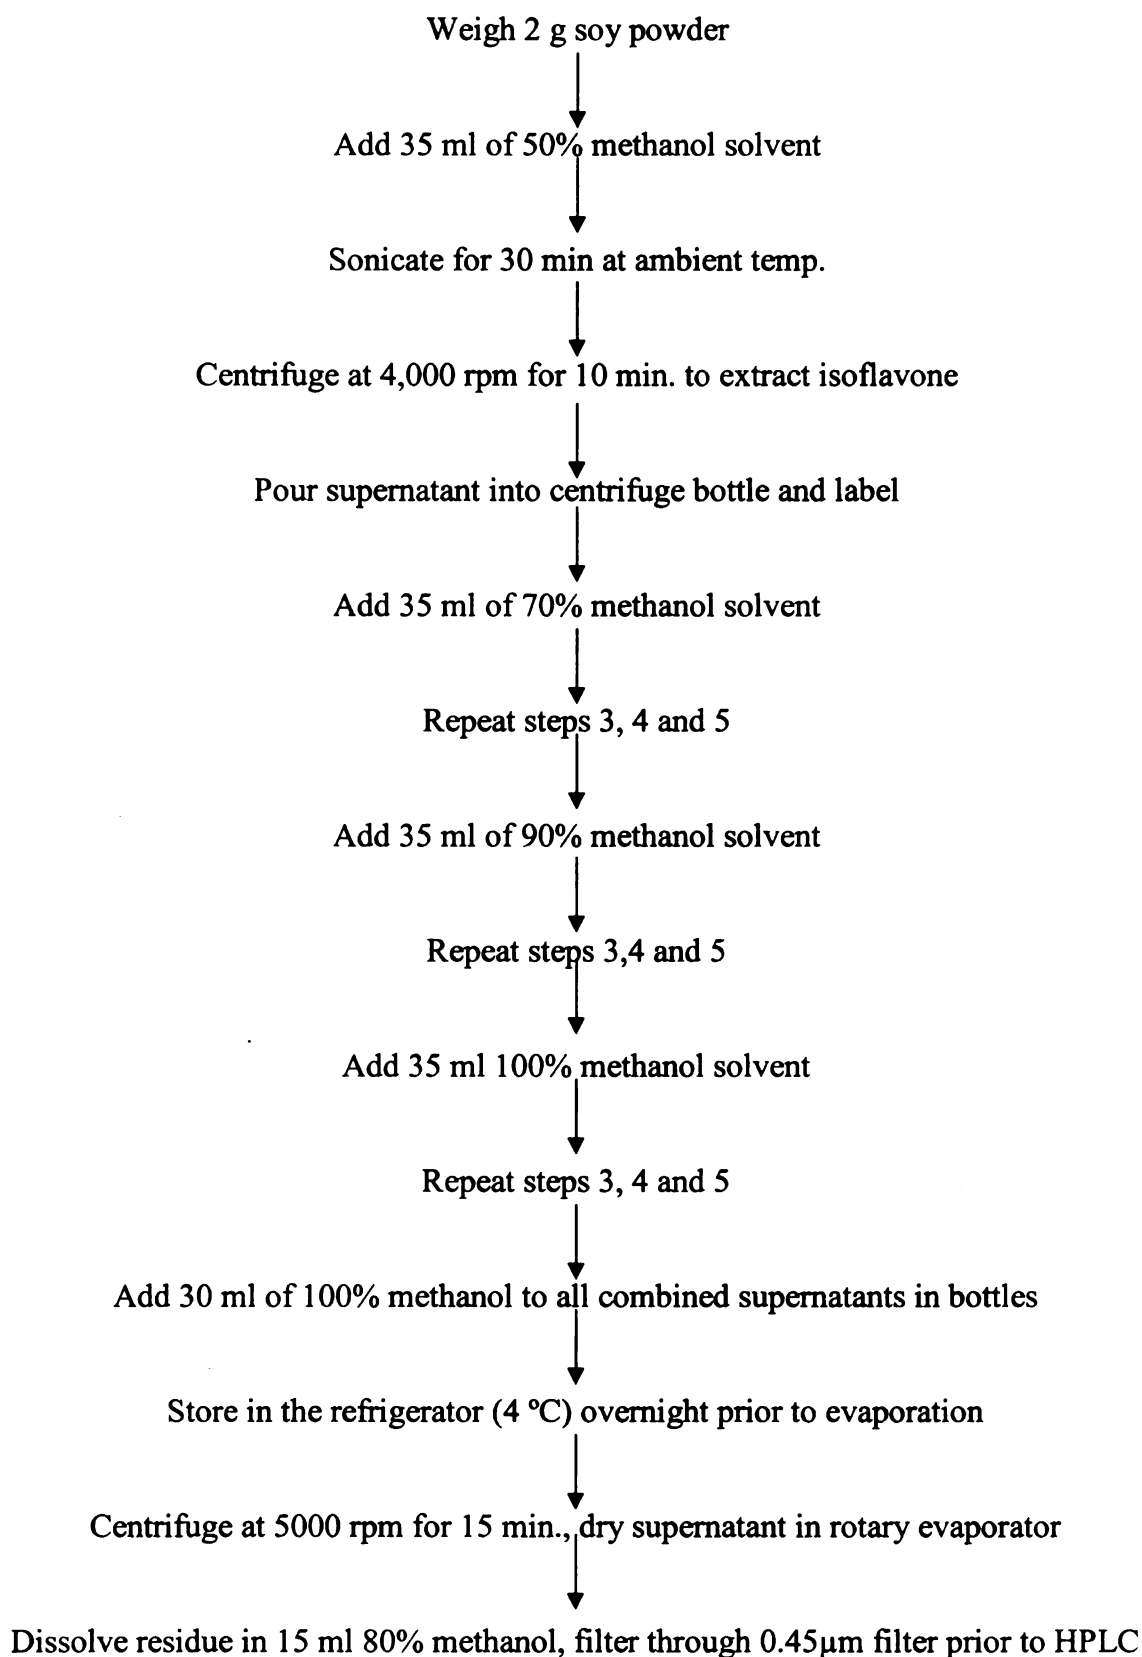 Weigh 2 g soy powder
Add 35 ml of 50% methanol solvent
Sonicate for 30 min at ambient temp.
Centrifuge at 4,000 rpm for 10 min. to extract isoflavone
Pour supernatant into centrifuge bottle and label
Add 35 ml of 70% methanol solvent
Repeat steps 3, 4 and 5
Add 35 ml of 90% methanol solvent
Repeat steps 3,4 and 5
Add 35 ml 100% methanol solvent
Repeat steps 3, 4 and 5
Add 30 ml of 100% methanol to all combined supernatants in bottles
Store in the refrigerator (4 ºC) overnight prior to evaporation
Centrifuge at 5000 rpm for 15 min., dry supernatant in rotary evaporator
Dissolve residue in 15 ml 80% methanol, filter through 0.45µm filter prior to HPLC